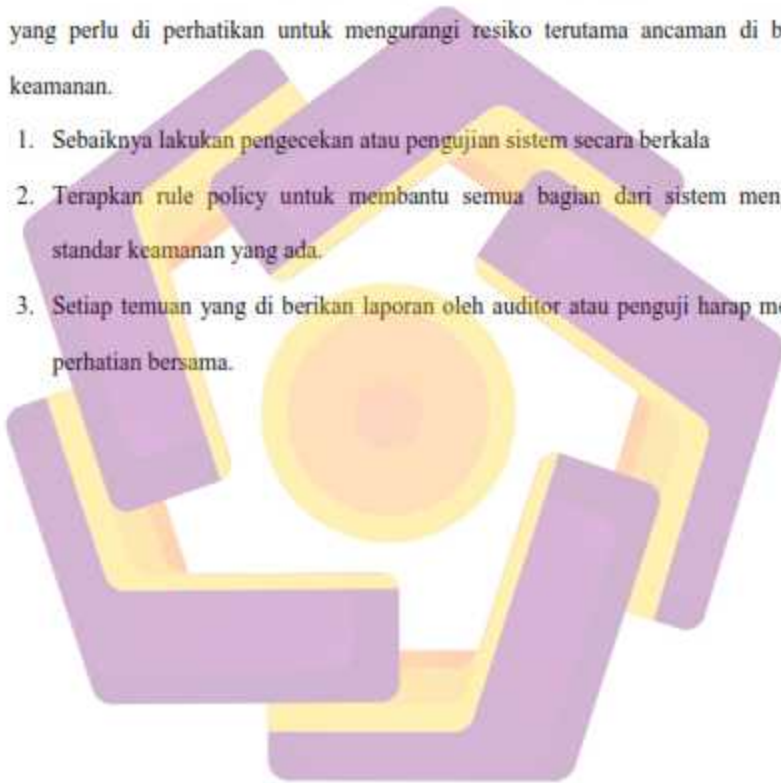 yang perlu di perhatikan untuk mengurangi resiko terutama ancaman di b
keamanan.
1. Sebaiknya lakukan pengecekan atau pengujian sistem secara berkala
2. Terapkan rule policy untuk membantu semua bagian dari sistem men
standar keamanan yang ada.
3. Setiap temuan yang di berikan laporan oleh auditor atau penguji harap m
perhatian bersama.